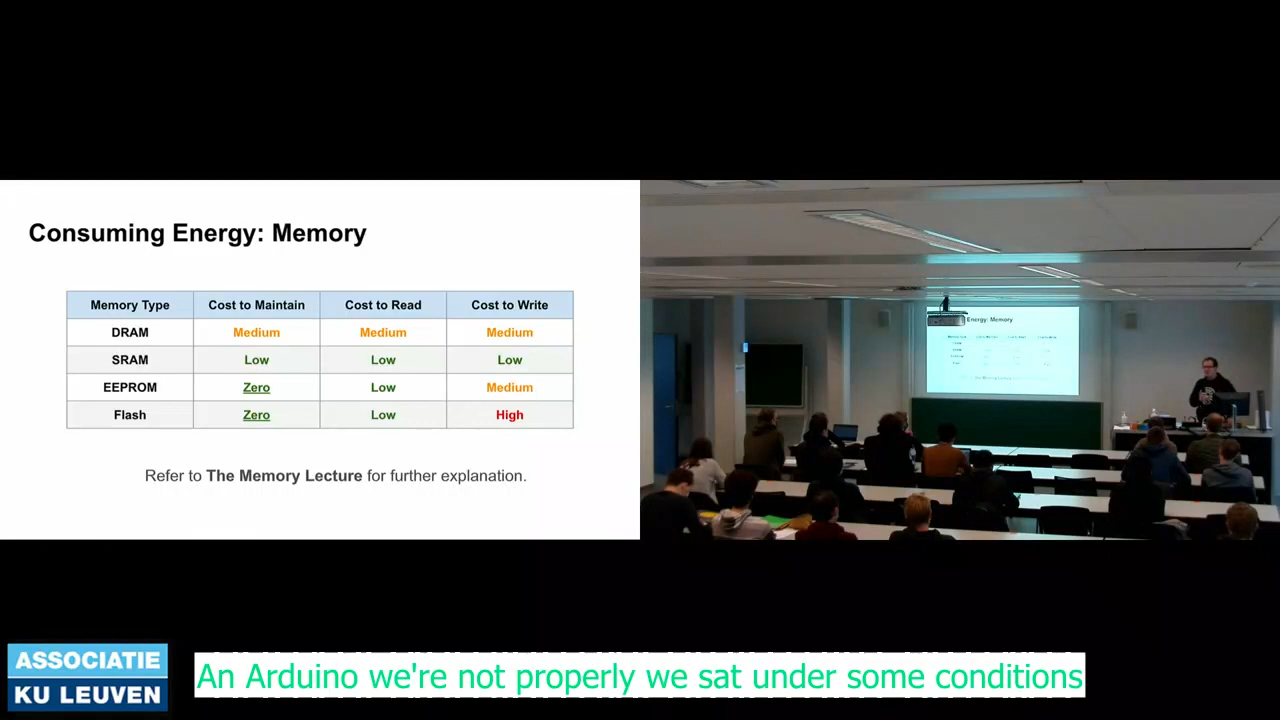 Consuming Energy: Memory
Memory Type Cost to Maintain Cost to Read Cost to Write
DRAM Medium Medium Medium
SRAM Low Low Low
EEPROM Zero Low Medium
Flash Zero Low High
Refer to The Memory Lecture for further explanation.
Energy: Memory
ASSOCIATIE
KU LEUVEN
An Arduino we're not properly we sat under some conditions